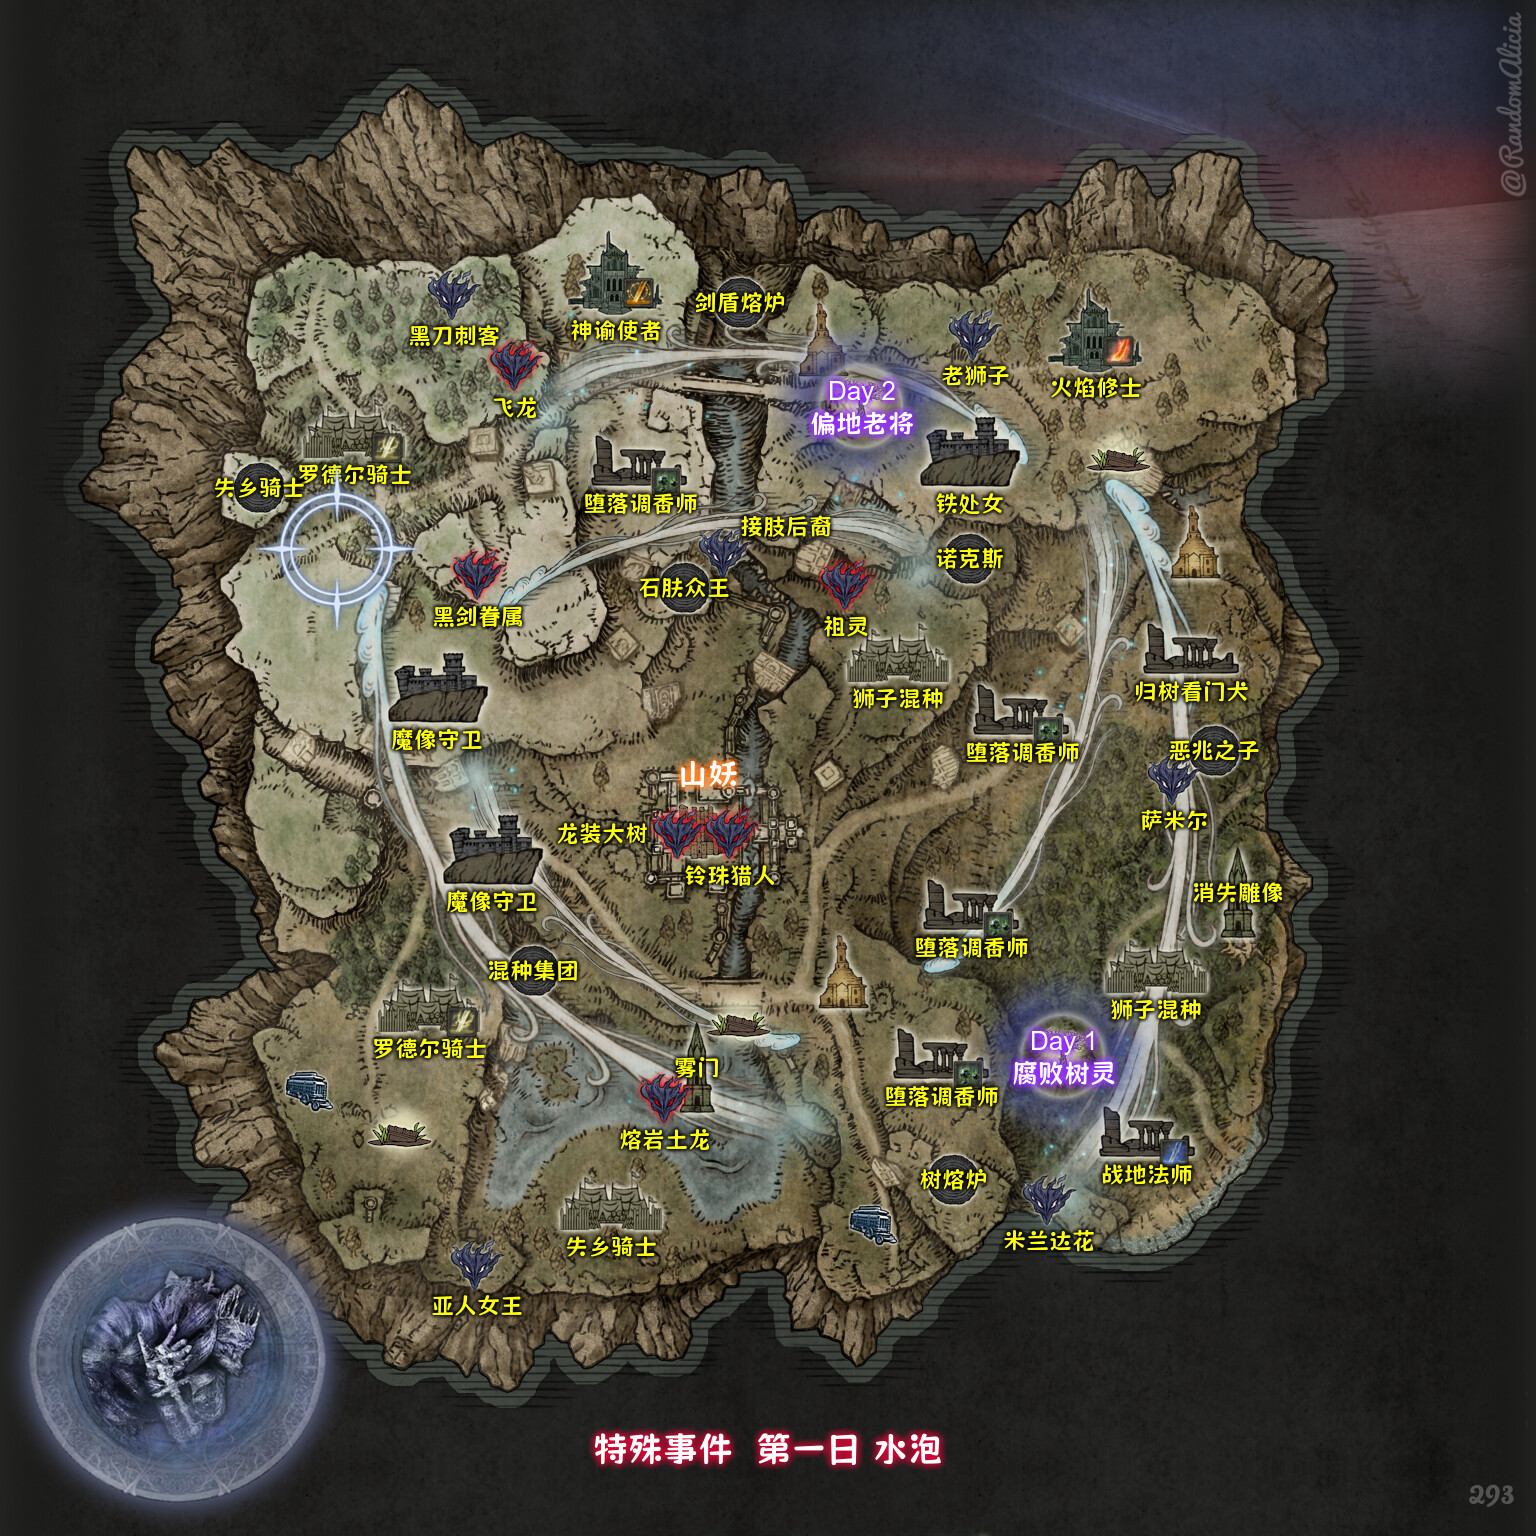 @RandomAlicia
黑刀刺客
神谕使者
剑盾熔炉
飞龙
Day 2
偏地老将
老狮子
火焰修士
失乡骑士
罗德尔骑士
堕落调香师
铁处女
接肢后裔
诺克斯
石肤众王
黑剑眷属
祖灵
狮子混种
归树看门犬
魔像守卫
堕落调香师
恶兆之子
山妖
萨米尔
龙装大树
铃珠猎人
消失雕像
魔像守卫
堕落调香师
混种集团
狮子混种
罗德尔骑士
雾门
Day 1
腐败树灵
堕落调香师
熔岩土龙
树熔炉
战地法师
失乡骑士
米兰达花
亚人女王
特殊事件 第一日 水泡
293